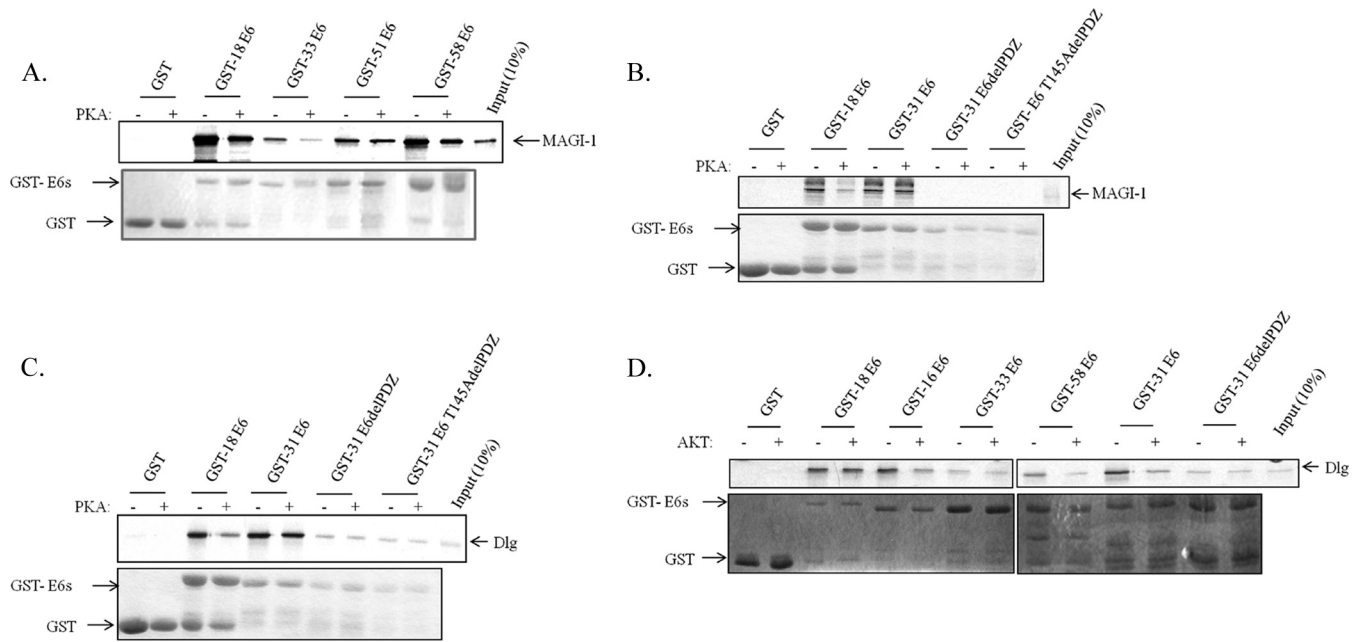 A.
GST
GST-18 E6
GST-33 E6
GST-51 E6
GST-58 E6
Input (10%)
PKA: - + - + - + - + - +
MAGI-1
GST- E6s
GST
B.
GST
GST-18 E6
GST-31 E6
GST-31 E6delPDZ
GST-E6 T145AdelPDZ
Input (10%)
PKA: - + - + - + - + - +
MAGI-1
GST- E6s
GST
C.
GST
GST-18 E6
GST-31 E6
GST-31 E6delPDZ
GST-31 E6 T145AdelPDZ
Input (10%)
PKA: - + - + - + - + - +
Dlg
GST- E6s
GST
D.
GST
GST-18 E6
GST-16 E6
GST-33 E6
GST-58 E6
GST-31 E6
GST-31 E6delPDZ
Input (10%)
AKT: - + - + - + - + - + - + - +
Dlg
GST- E6s
GST